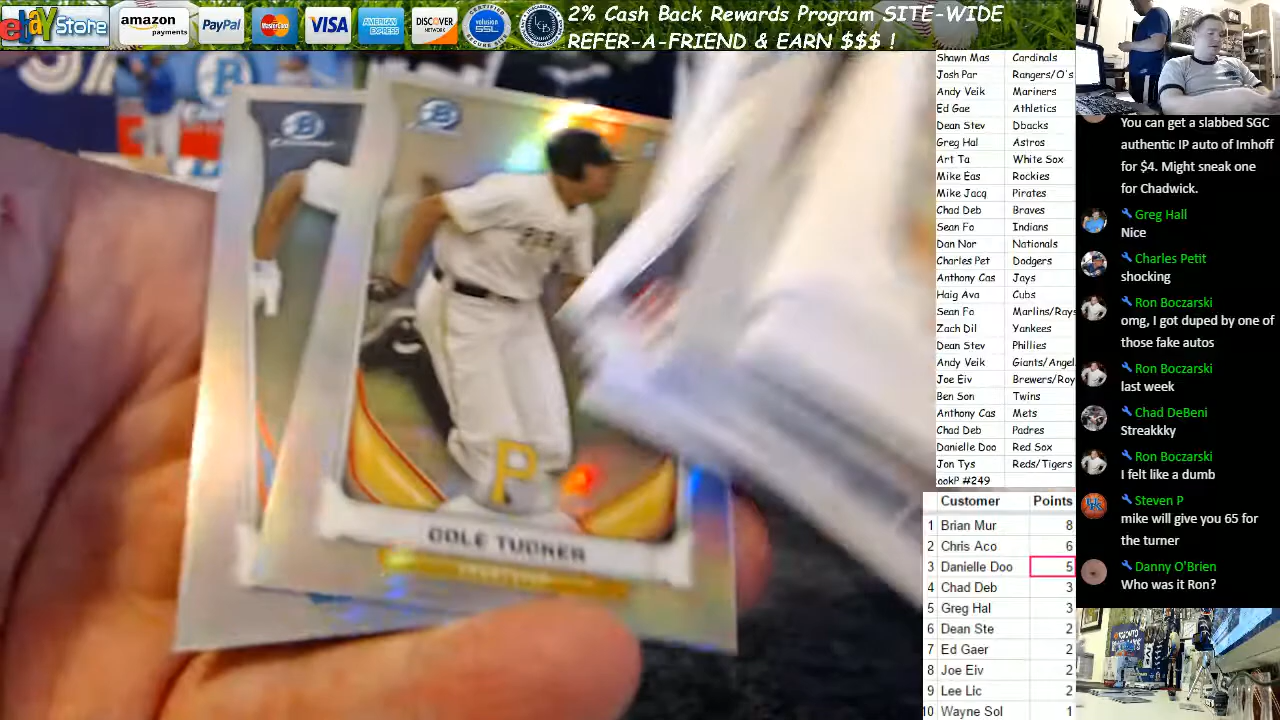 ebay Store
amazon payments
PayPal
MasterCard
VISA
AMERICAN EXPRESS
DISCOVER
2% Cash Back Rewards Program SITE-WIDE
REFER-A-FRIEND & EARN $$$ !
Shawn Mas Cardinals
Josh Par Rangers/O's
Andy Veik Mariners
Ed Gae Athletics
Dean Stev Dbacks
Greg Hal Astros
Art Ta White Sox
Mike Eas Rockies
Mike Jacq Pirates
Chad Deb Braves
Sean Fo Indians
Dan Nor Nationals
Charles Pet Dodgers
Anthony Cas Jays
Haig Ava Cubs
Sean Fo Marlins/Rays
Zach Dil Yankees
Dean Stev Phillies
Andy Veik Giants/Angel
Joe Eiv Brewers/Roy
Ben Son Twins
Anthony Cas Mets
Chad Deb Padres
Danielle Doo Red Sox
Jon Tys Reds/Tigers
ookP #249
Customer Points
1 Brian Mur 8
2 Chris Aco 6
3 Danielle Doo 5
4 Chad Deb 3
5 Greg Hal 3
6 Dean Ste 2
7 Ed Gaer 2
8 Joe Eiv 2
9 Lee Lic 2
10 Wayne Sol 1
You can get a slabbed SGC
authentic IP auto of Imhoff
for $4. Might sneak one
for Chadwick.
Greg Hall
Nice
Charles Petit
shocking
Ron Boczarski
omg, I got duped by one of
those fake autos
Ron Boczarski
last week
Chad DeBeni
Streakkky
Ron Boczarski
I felt like a dumb
Steven P
mike will give you 65 for
the turner
Danny O'Brien
Who was it Ron?
B
B
P
COLE TUCKER